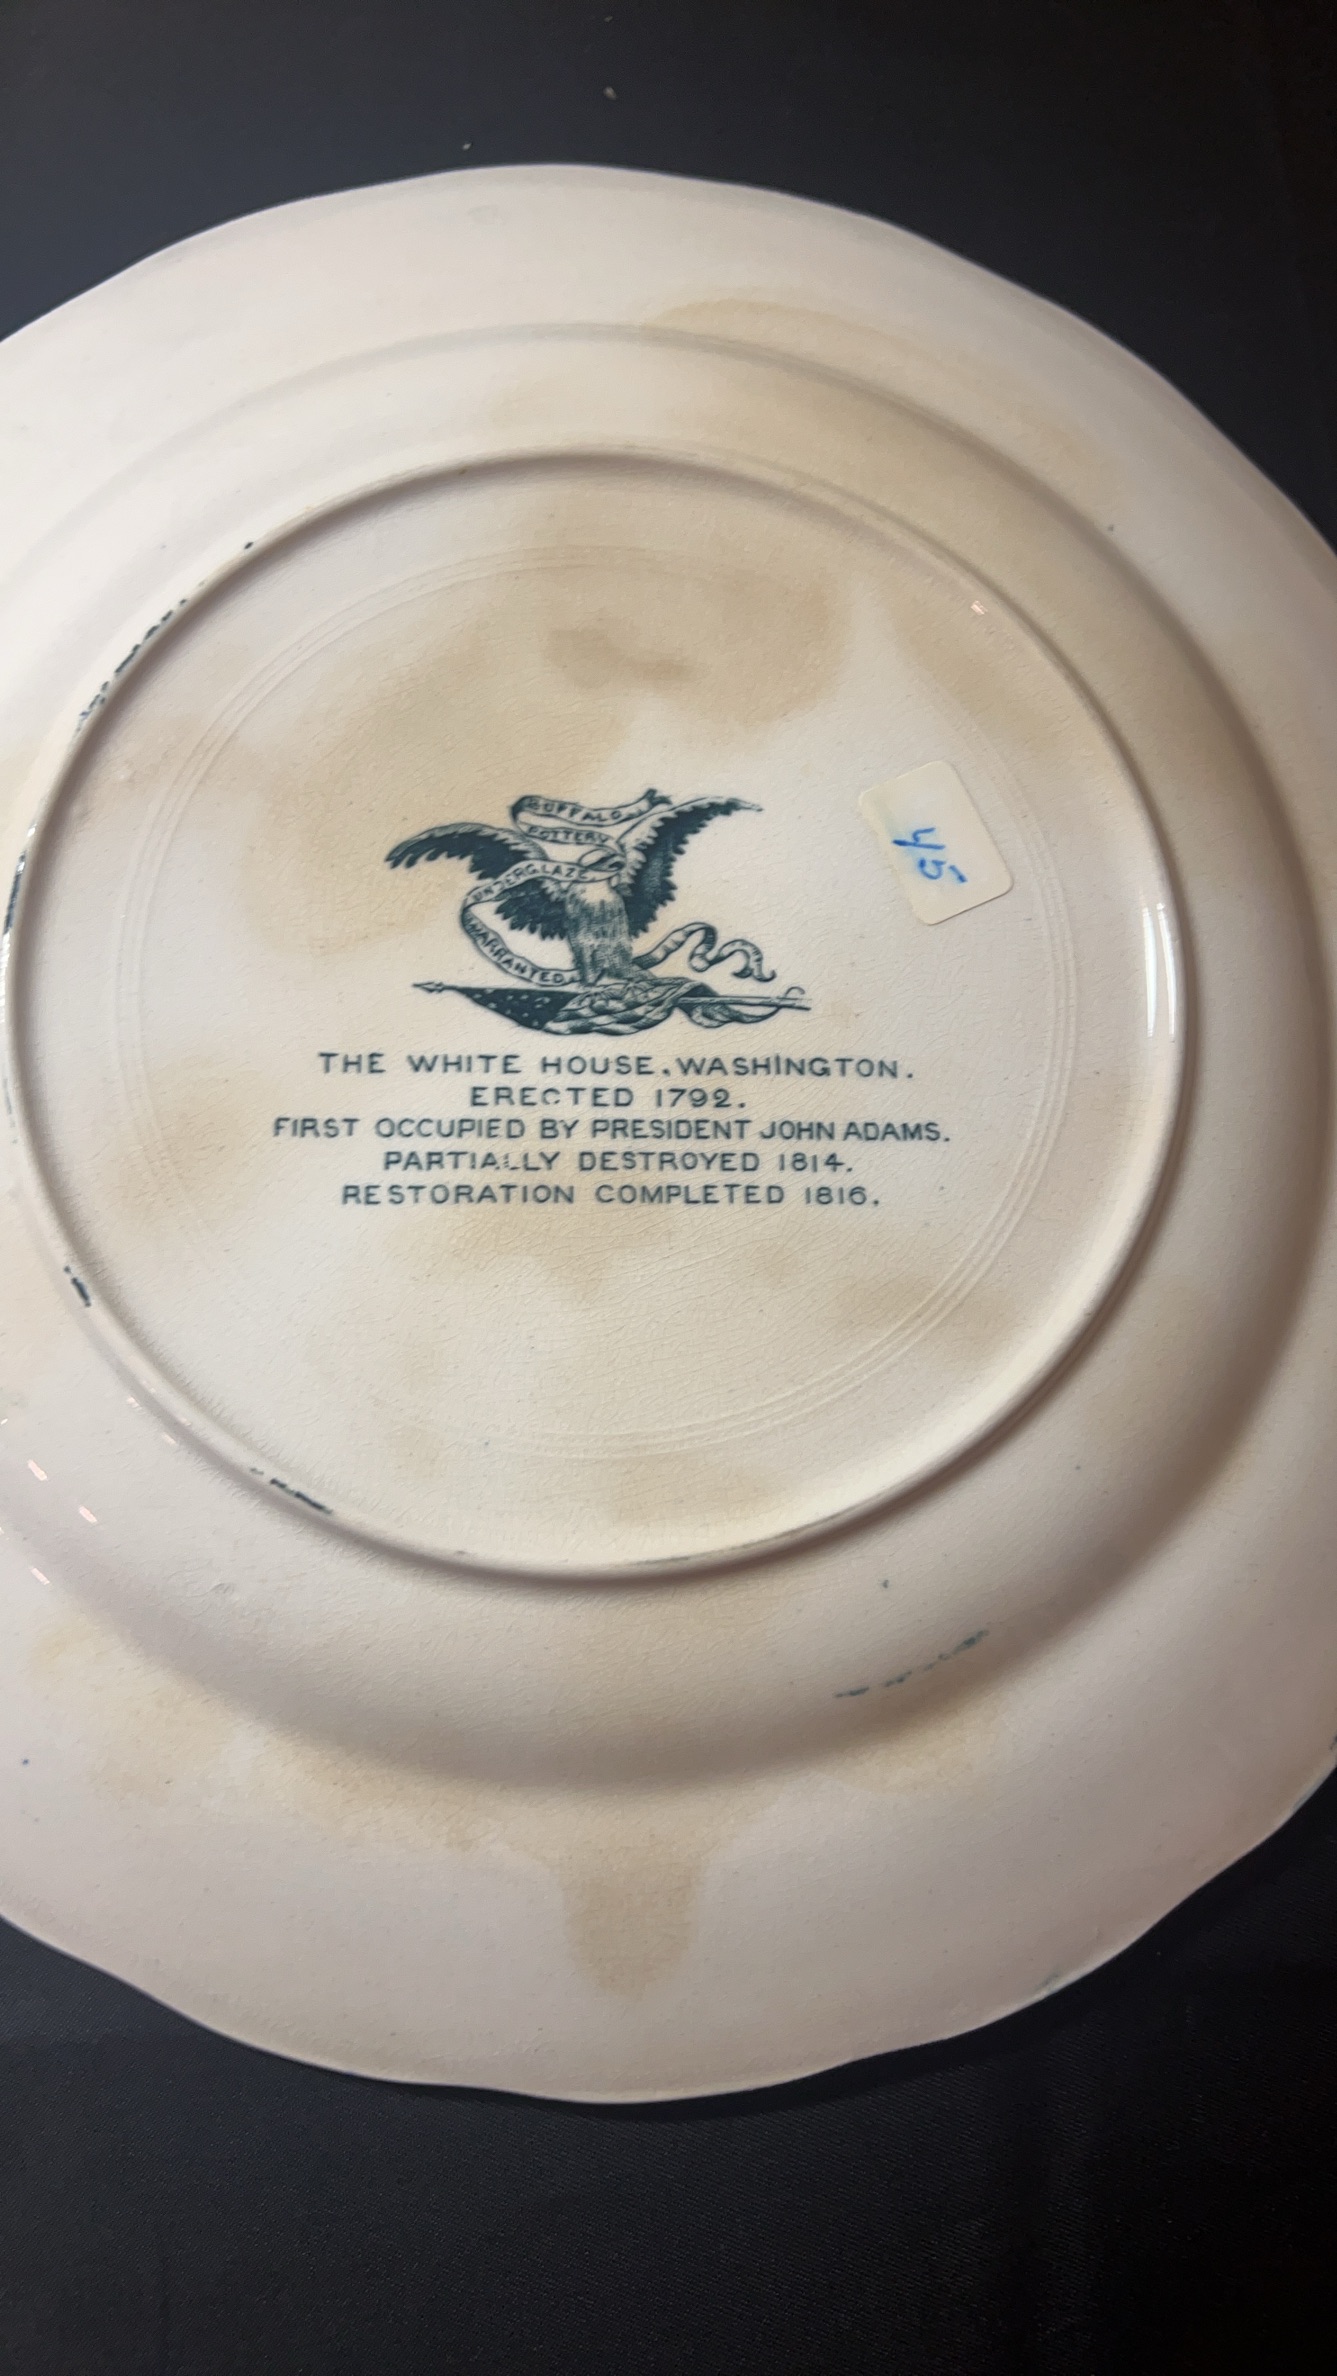 BUFFALO
POTTERY
UNDERGLAZE.
WARRANTED.
45
THE WHITE HOUSE. WASHINGTON.
ERECTED 1792.
FIRST OCCUPIED BY PRESIDENT JOHN ADAMS.
PARTIALLY DESTROYED 1814.
RESTORATION COMPLETED 1816.